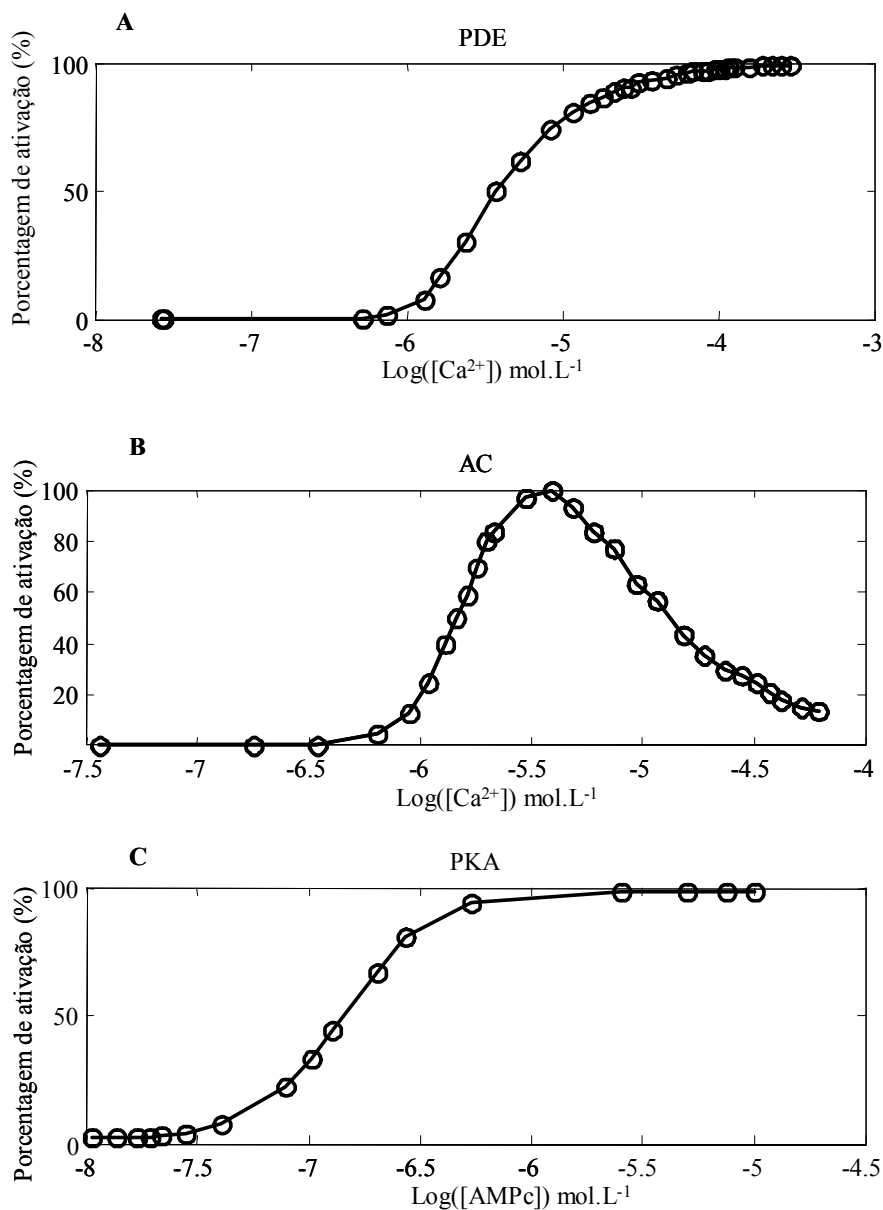 A
PDE
Porcentagem de ativação (%)
100
50
0
-8 -7 -6 -5 -4 -3
Log([Ca²⁺]) mol.L⁻¹
B
AC
Porcentagem de ativação (%)
100
80
60
40
20
-7.5 -7 -6.5 -6 -5.5 -5 -4.5 -4
Log([Ca²⁺]) mol.L⁻¹
C
PKA
Porcentagem de ativação (%)
100
50
0
-8 -7.5 -7 -6.5 -6 -5.5 -5 -4.5
Log([AMPc]) mol.L⁻¹